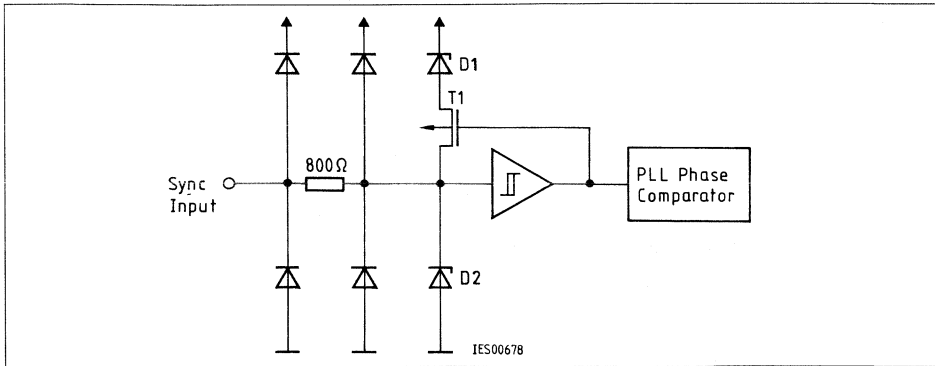 D1
T1
800Ω
Sync
Input
PLL Phase
Comparator
D2
IES00678